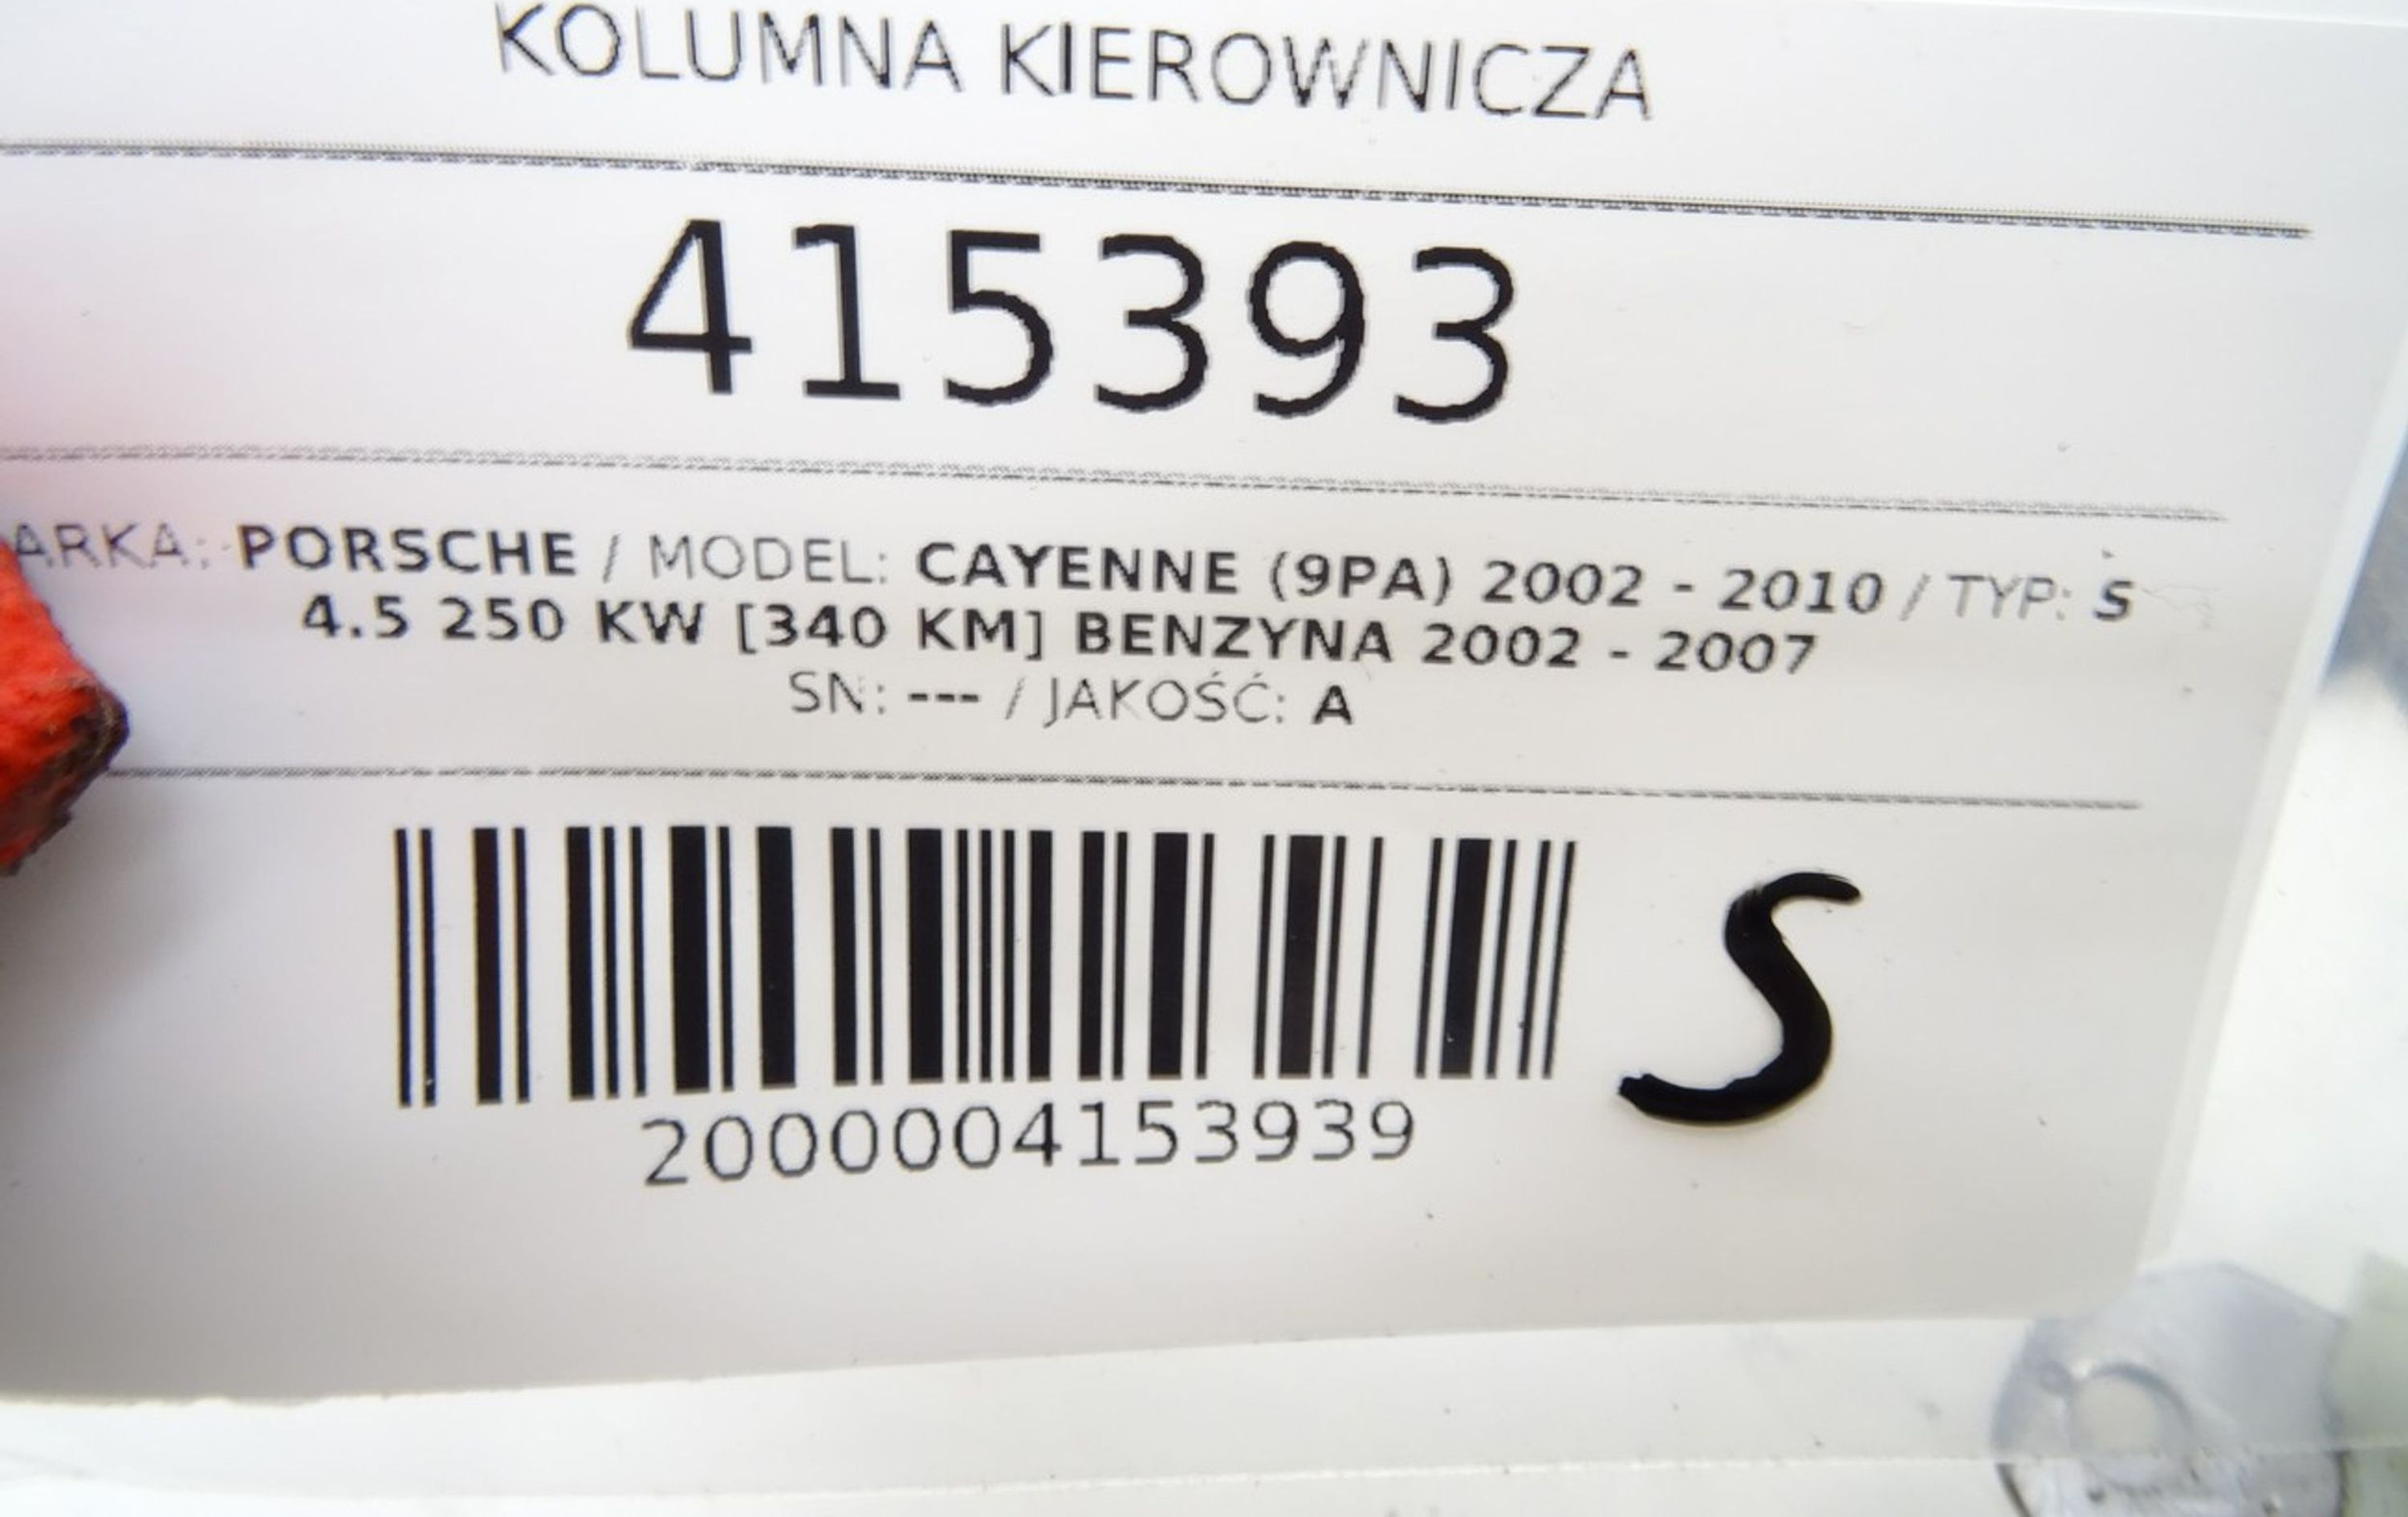 KOLUMNA KIEROWNICZA
415393
ARKA: PORSCHE / MODEL: CAYENNE (9PA) 2002 - 2010 / TYP: S
4.5 250 KW [340 KM] BENZYNA 2002 - 2007
SN: --- / JAKOŚĆ: A
S
2000004153939